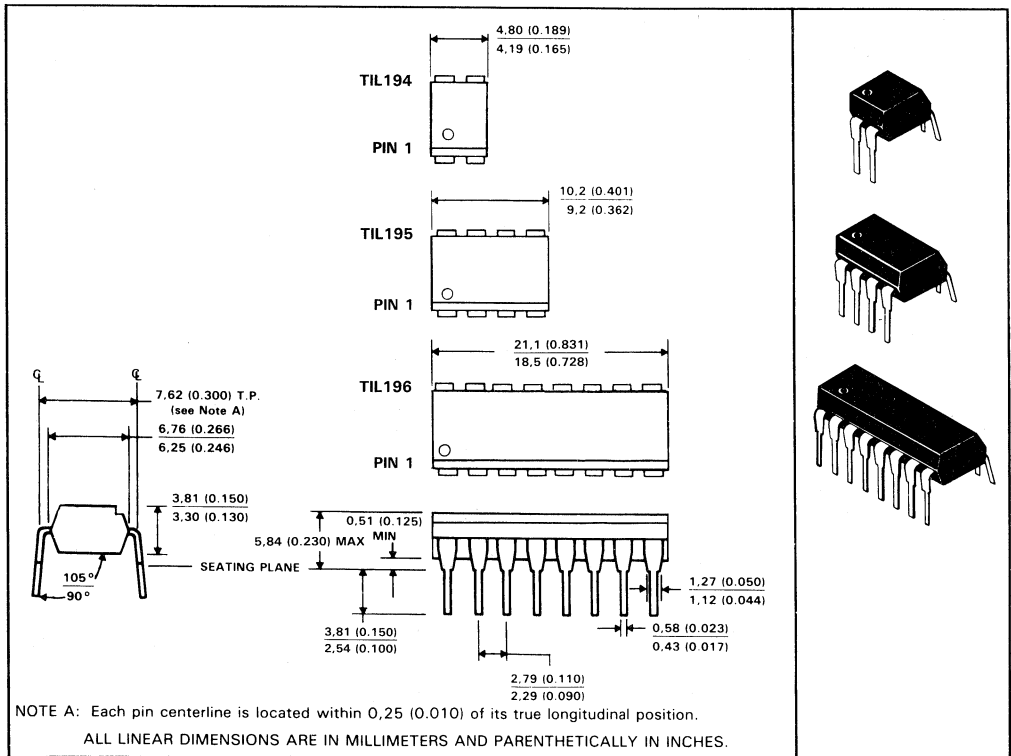 4,80 (0.189)
4,19 (0.165)
TIL194
PIN 1
10,2 (0.401)
9,2 (0.362)
TIL195
PIN 1
21,1 (0.831)
18,5 (0.728)
TIL196
PIN 1
℄ ℄
7,62 (0.300) T.P.
(see Note A)
6,76 (0.266)
6,25 (0.246)
3,81 (0.150)
3,30 (0.130)
105°
90°
SEATING PLANE
5,84 (0.230) MAX
0,51 (0.125)
MIN
3,81 (0.150)
2,54 (0.100)
1,27 (0.050)
1,12 (0.044)
0,58 (0.023)
0,43 (0.017)
2,79 (0.110)
2,29 (0.090)
NOTE A: Each pin centerline is located within 0,25 (0.010) of its true longitudinal position.
ALL LINEAR DIMENSIONS ARE IN MILLIMETERS AND PARENTHETICALLY IN INCHES.